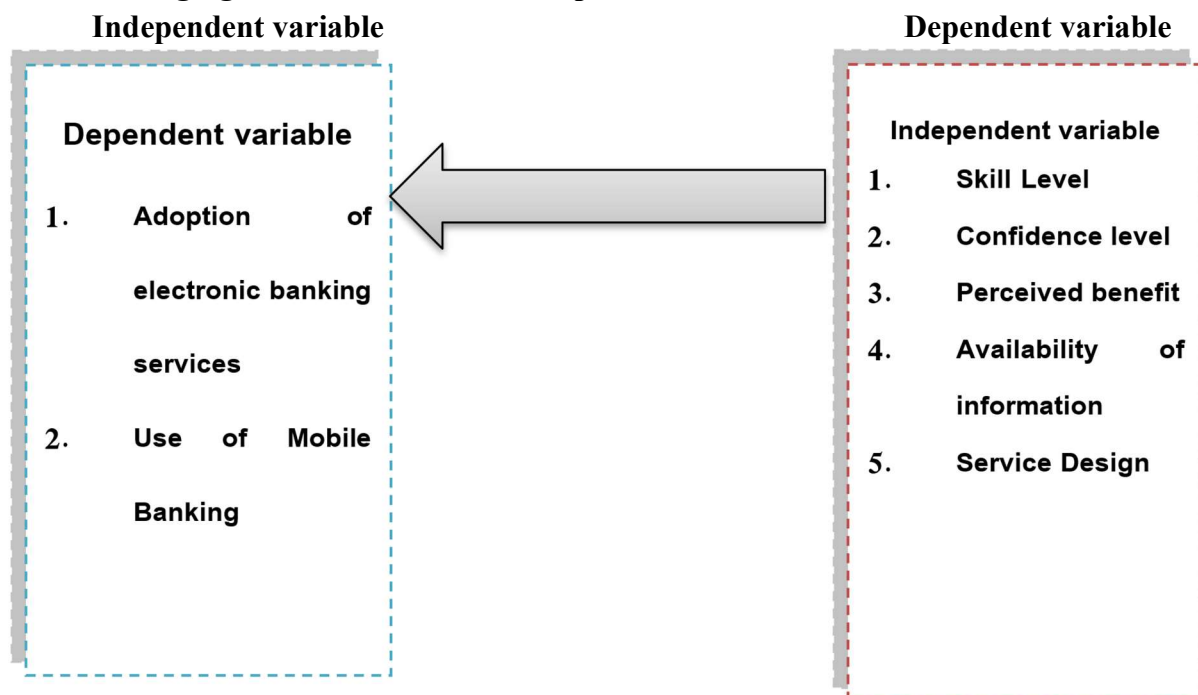 Independent variable
Dependent variable
Dependent variable
1. Adoption of
electronic banking
services
2. Use of Mobile
Banking
Independent variable
1. Skill Level
2. Confidence level
3. Perceived benefit
4. Availability of
information
5. Service Design